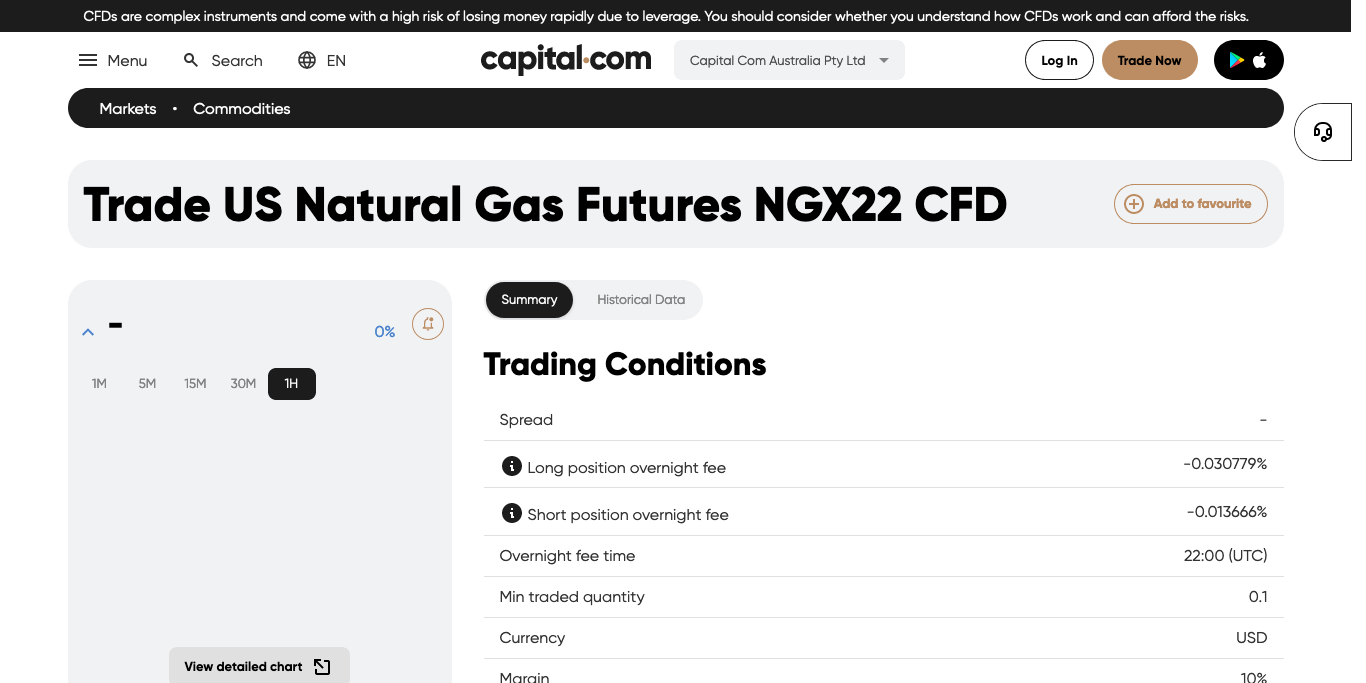 CFDs are complex instruments and come with a high risk of losing money rapidly due to leverage. You should consider whether you understand how CFDs work and can afford the risks.
Menu Search EN capital.com Capital Com Australia Pty Ltd Log In Trade Now
Markets • Commodities
Trade US Natural Gas Futures NGX22 CFD Add to favourite
Summary Historical Data
- 0%
1M 5M 15M 30M 1H
Trading Conditions
Spread -
Long position overnight fee -0.030779%
Short position overnight fee -0.013666%
Overnight fee time 22:00 (UTC)
Min traded quantity 0.1
Currency USD
View detailed chart
Margin 10%